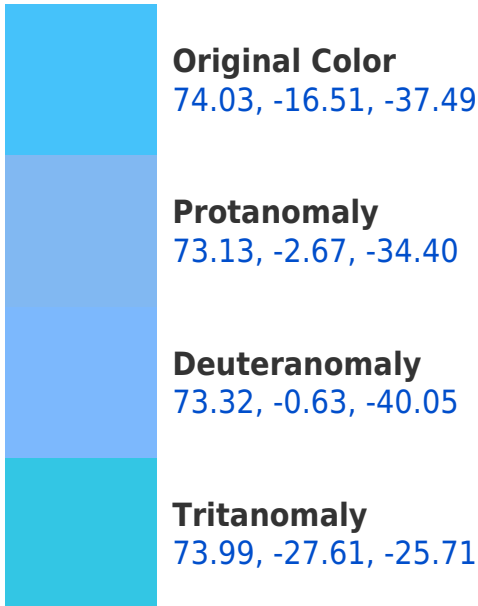 Original Color
74.03, -16.51, -37.49
Protanomaly
73.13, -2.67, -34.40
Deuteranomaly
73.32, -0.63, -40.05
Tritanomaly
73.99, -27.61, -25.71